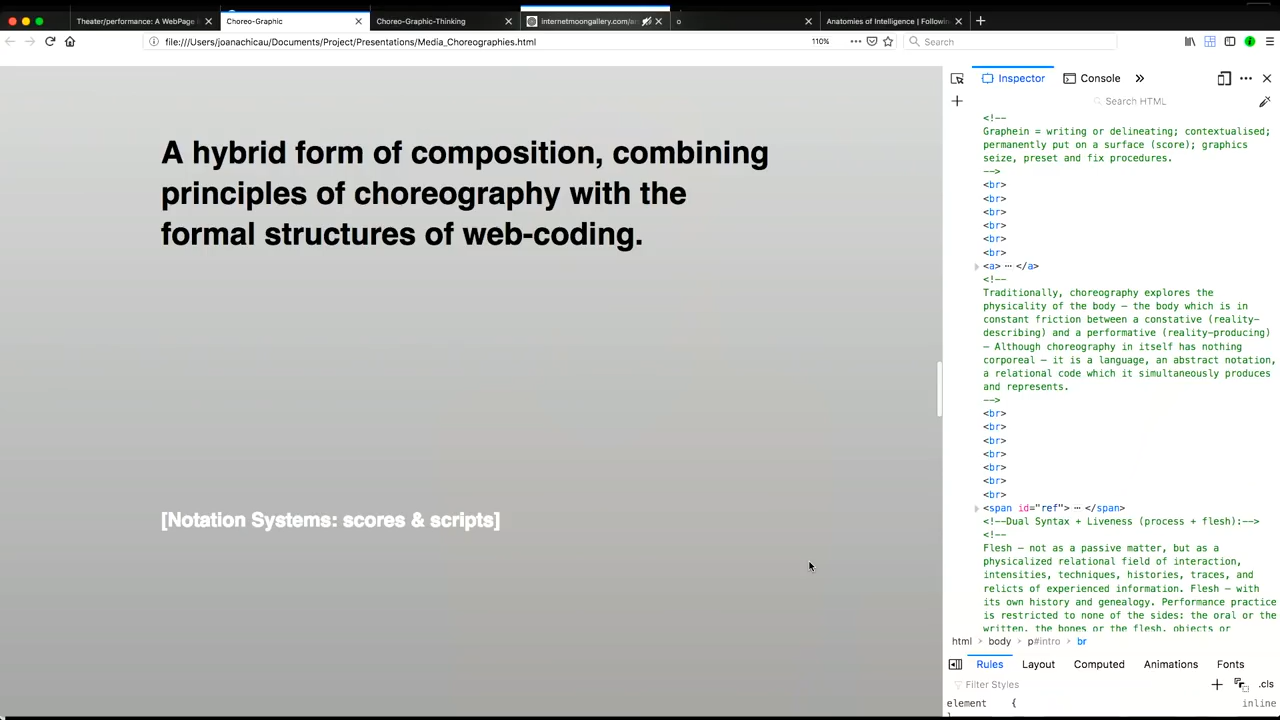 Theater/performance: A WebPage i
Choreo-Graphic
Choreo-Graphic-Thinking
internetmoongallery.com/an
o
Anatomies of Intelligence | Followin
file:///Users/joanachicau/Documents/Project/Presentations/Media_Choreographies.html
110%
Search
A hybrid form of composition, combining
principles of choreography with the
formal structures of web-coding.
[Notation Systems: scores & scripts]
Inspector
Console
Search HTML
<!--
Graphein = writing or delineating; contextualised;
permanently put on a surface (score); graphics
seize, preset and fix procedures.
-->
<br>
<br>
<br>
<br>
<br>
<br>
<a> ⋯ </a>
<!--
Traditionally, choreography explores the
physicality of the body – the body which is in
constant friction between a constative (reality-
describing) and a performative (reality-producing)
– Although choreography in itself has nothing
corporeal – it is a language, an abstract notation,
a relational code which it simultaneously produces
and represents.
-->
<br>
<br>
<br>
<br>
<br>
<br>
<br>
<span id="ref"> ⋯ </span>
<!--Dual Syntax + Liveness (process + flesh):-->
<!--
Flesh – not as a passive matter, but as a
physicalized relational field of interaction,
intensities, techniques, histories, traces, and
relicts of experienced information. Flesh – with
its own history and genealogy. Performance practice
is restricted to none of the sides: the oral or the
written, the bones or the flesh, objects or
html > body > p#intro > br
Rules
Layout
Computed
Animations
Fonts
Filter Styles
.cls
element {
inline